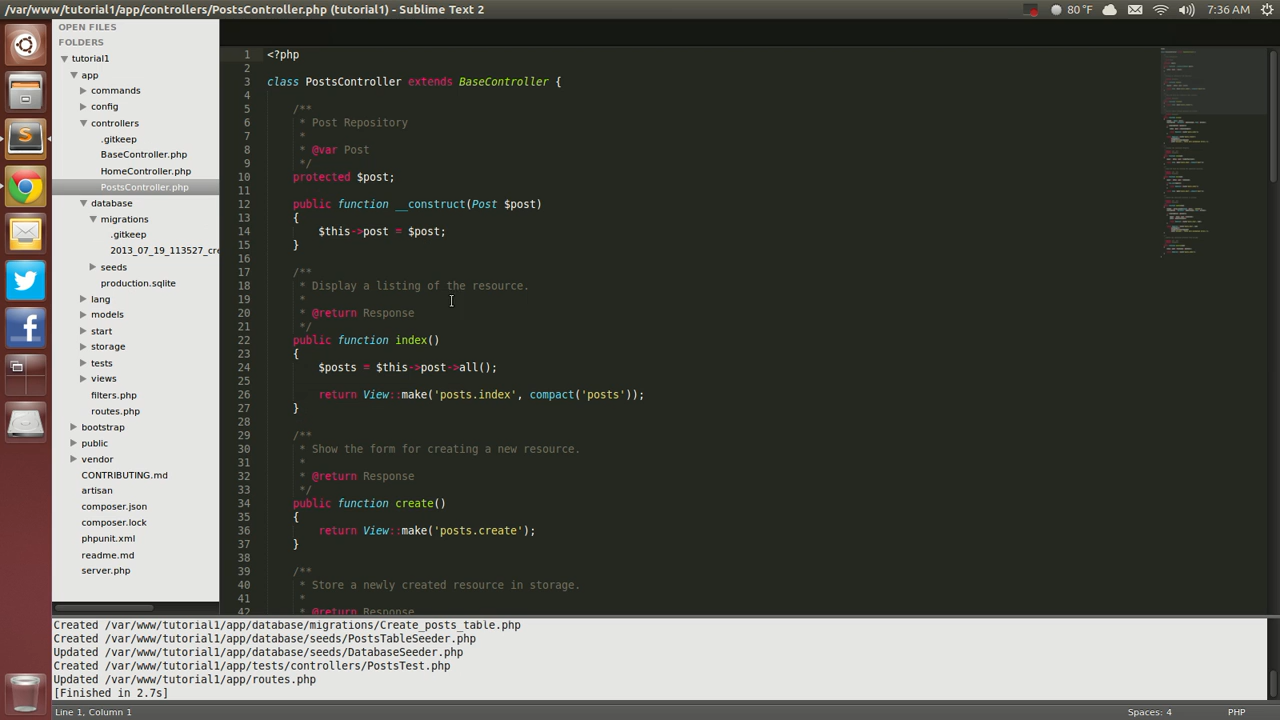 /var/www/tutorial1/app/controllers/PostsController.php (tutorial1) - Sublime Text 2
80 °F
7:36 AM
OPEN FILES
FOLDERS
tutorial1
app
commands
config
controllers
.gitkeep
BaseController.php
HomeController.php
PostsController.php
database
migrations
.gitkeep
2013_07_19_113527_cre
seeds
production.sqlite
lang
models
start
storage
tests
views
filters.php
routes.php
bootstrap
public
vendor
CONTRIBUTING.md
artisan
composer.json
composer.lock
phpunit.xml
readme.md
server.php
1 <?php
2
3 class PostsController extends BaseController {
4
5     /**
6      * Post Repository
7      *
8      * @var Post
9      */
10     protected $post;
11
12     public function __construct(Post $post)
13     {
14         $this->post = $post;
15     }
16
17     /**
18      * Display a listing of the resource.
19      *
20      * @return Response
21      */
22     public function index()
23     {
24         $posts = $this->post->all();
25
26         return View::make('posts.index', compact('posts'));
27     }
28
29     /**
30      * Show the form for creating a new resource.
31      *
32      * @return Response
33      */
34     public function create()
35     {
36         return View::make('posts.create');
37     }
38
39     /**
40      * Store a newly created resource in storage.
41      *
42      * @return Response
Created /var/www/tutorial1/app/database/migrations/Create_posts_table.php
Created /var/www/tutorial1/app/database/seeds/PostsTableSeeder.php
Updated /var/www/tutorial1/app/database/seeds/DatabaseSeeder.php
Created /var/www/tutorial1/app/tests/controllers/PostsTest.php
Updated /var/www/tutorial1/app/routes.php
[Finished in 2.7s]
Line 1, Column 1
Spaces: 4
PHP